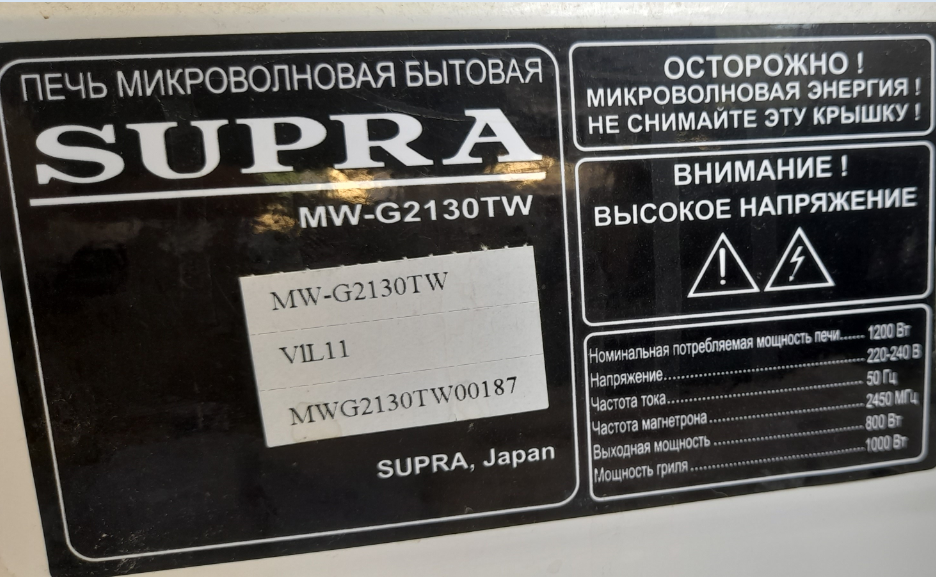 ПЕЧЬ МИКРОВОЛНОВАЯ БЫТОВАЯ
SUPRA
MW-G2130TW
MW-G2130TW
V1L11
MWG2130TW00187
SUPRA, Japan
ОСТОРОЖНО !
МИКРОВОЛНОВАЯ ЭНЕРГИЯ !
НЕ СНИМАЙТЕ ЭТУ КРЫШКУ !
ВНИМАНИЕ !
ВЫСОКОЕ НАПРЯЖЕНИЕ
Номинальная потребляемая мощность печи...... 1200 Вт
Напряжение.................................................. 220-240 В
Частота тока.................................................. 50 Гц
Частота магнетрона........................................ 2450 МГц
Выходная мощность ........................................ 800 Вт
Мощность гриля .............................................. 1000 Вт